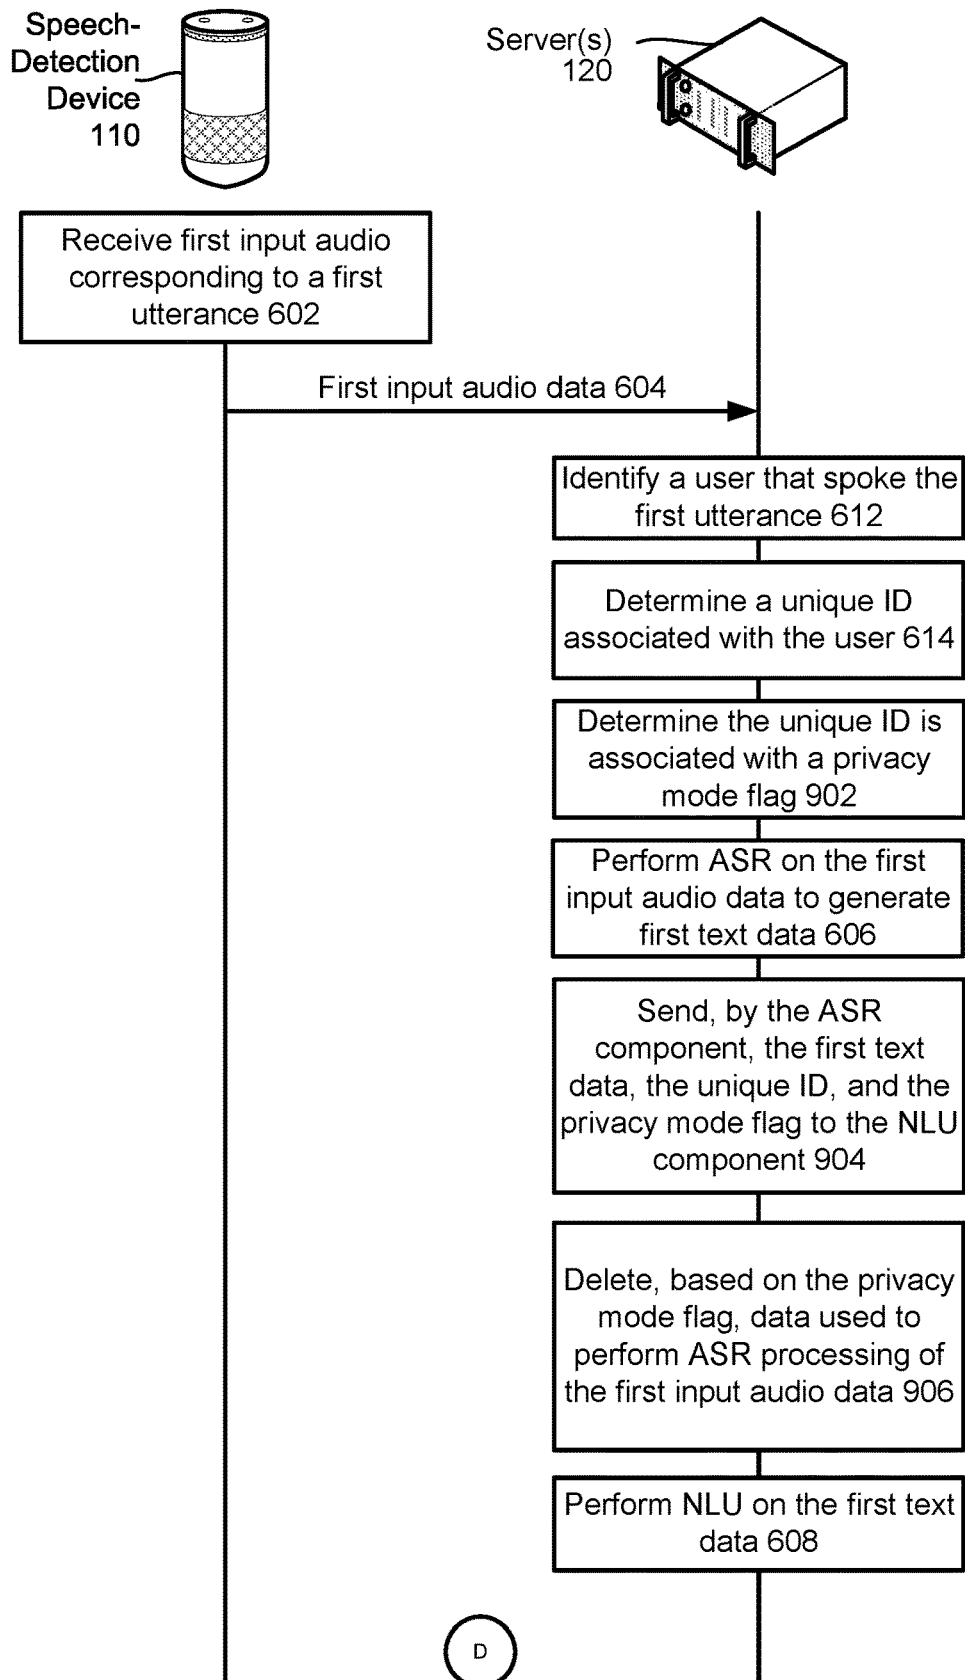 Speech-
Detection
Device
110
Server(s)
120
Receive first input audio
corresponding to a first
utterance 602
First input audio data 604
Identify a user that spoke the
first utterance 612
Determine a unique ID
associated with the user 614
Determine the unique ID is
associated with a privacy
mode flag 902
Perform ASR on the first
input audio data to generate
first text data 606
Send, by the ASR
component, the first text
data, the unique ID, and the
privacy mode flag to the NLU
component 904
Delete, based on the privacy
mode flag, data used to
perform ASR processing of
the first input audio data 906
Perform NLU on the first text
data 608
D